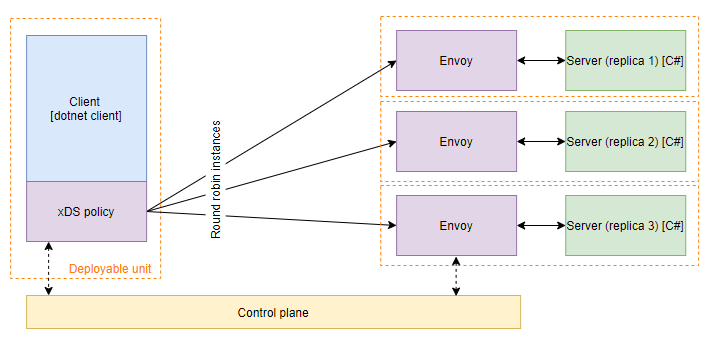 Client
[dotnet client]
xDS policy
Deployable unit
Round robin instances
Envoy
Server (replica 1) [C#]
Envoy
Server (replica 2) [C#]
Envoy
Server (replica 3) [C#]
Control plane